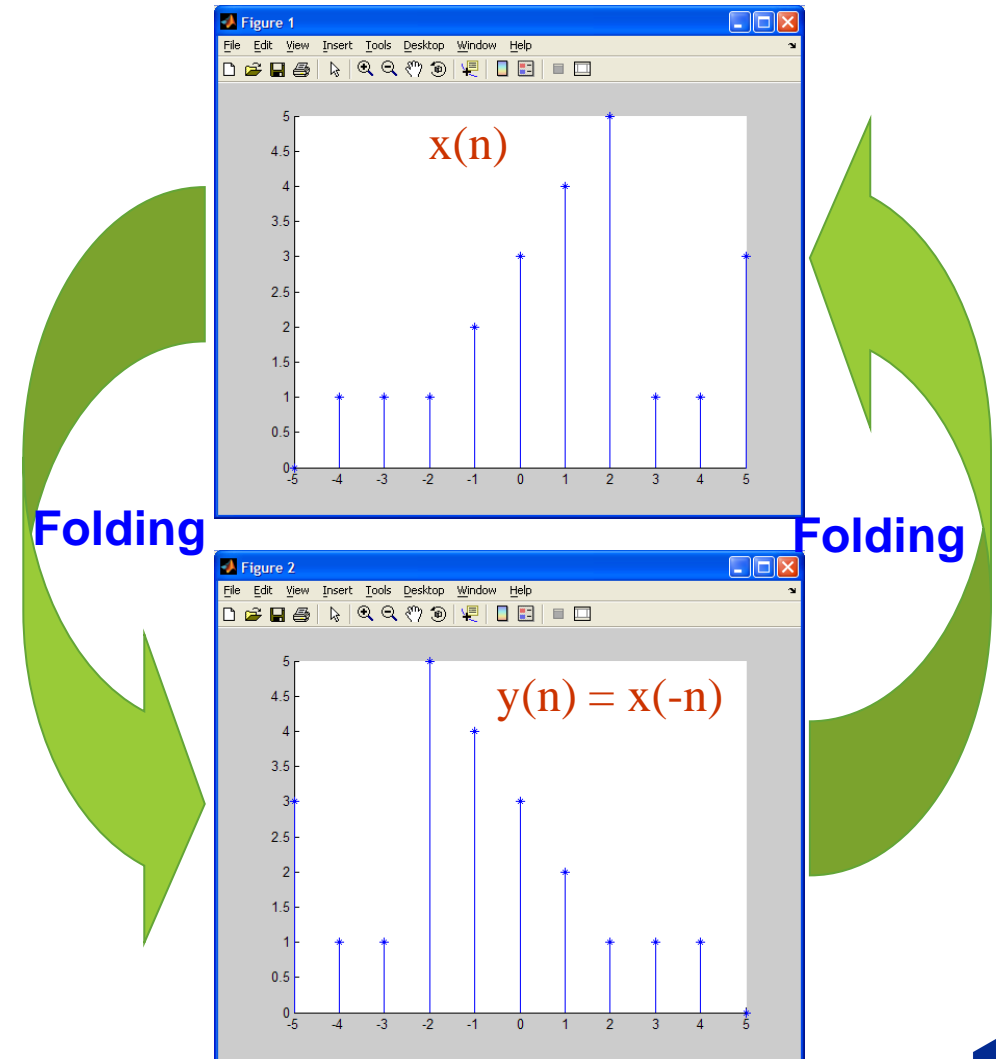 Figure 1
File Edit View Insert Tools Desktop Window Help
x(n)
5
4.5
4
3.5
3
2.5
2
1.5
1
0.5
0
-5 -4 -3 -2 -1 0 1 2 3 4 5
Folding
Folding
Figure 2
File Edit View Insert Tools Desktop Window Help
y(n) = x(-n)
5
4.5
4
3.5
3
2.5
2
1.5
1
0.5
0
-5 -4 -3 -2 -1 0 1 2 3 4 5